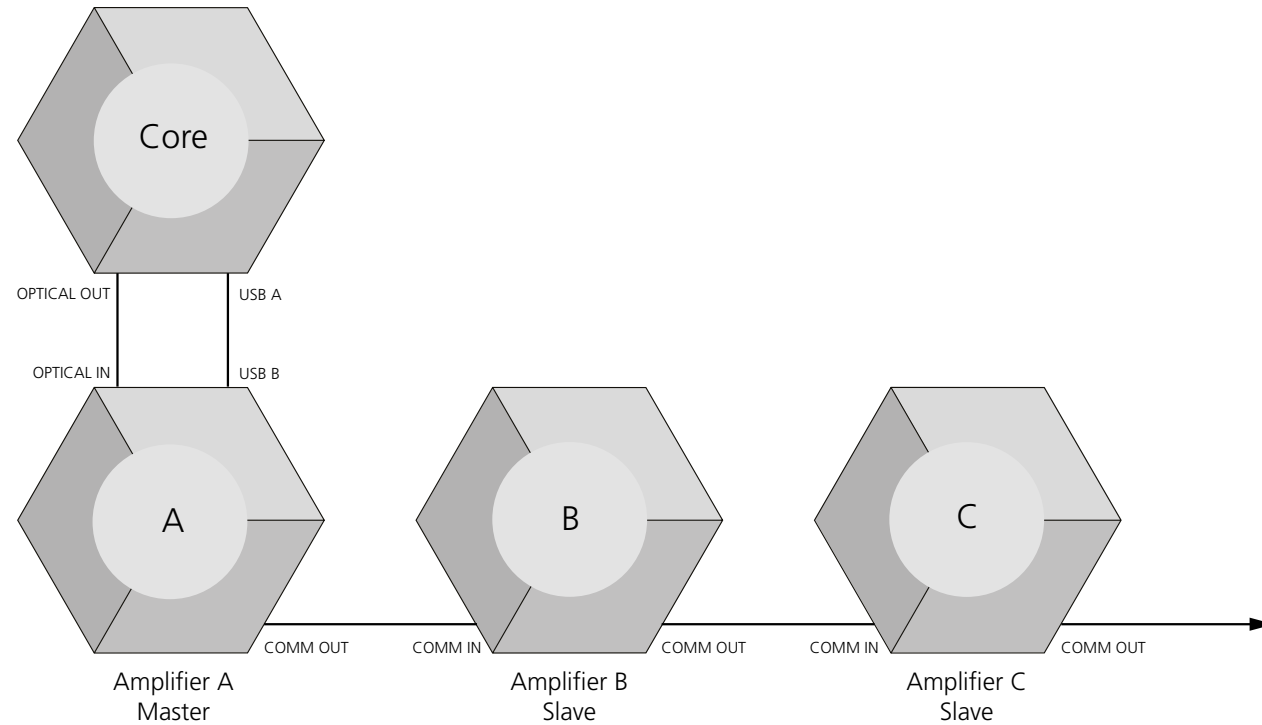 Core
OPTICAL OUT
USB A
OPTICAL IN
USB B
A
B
C
COMM OUT
COMM IN
COMM OUT
COMM IN
COMM OUT
Amplifier A
Master
Amplifier B
Slave
Amplifier C
Slave